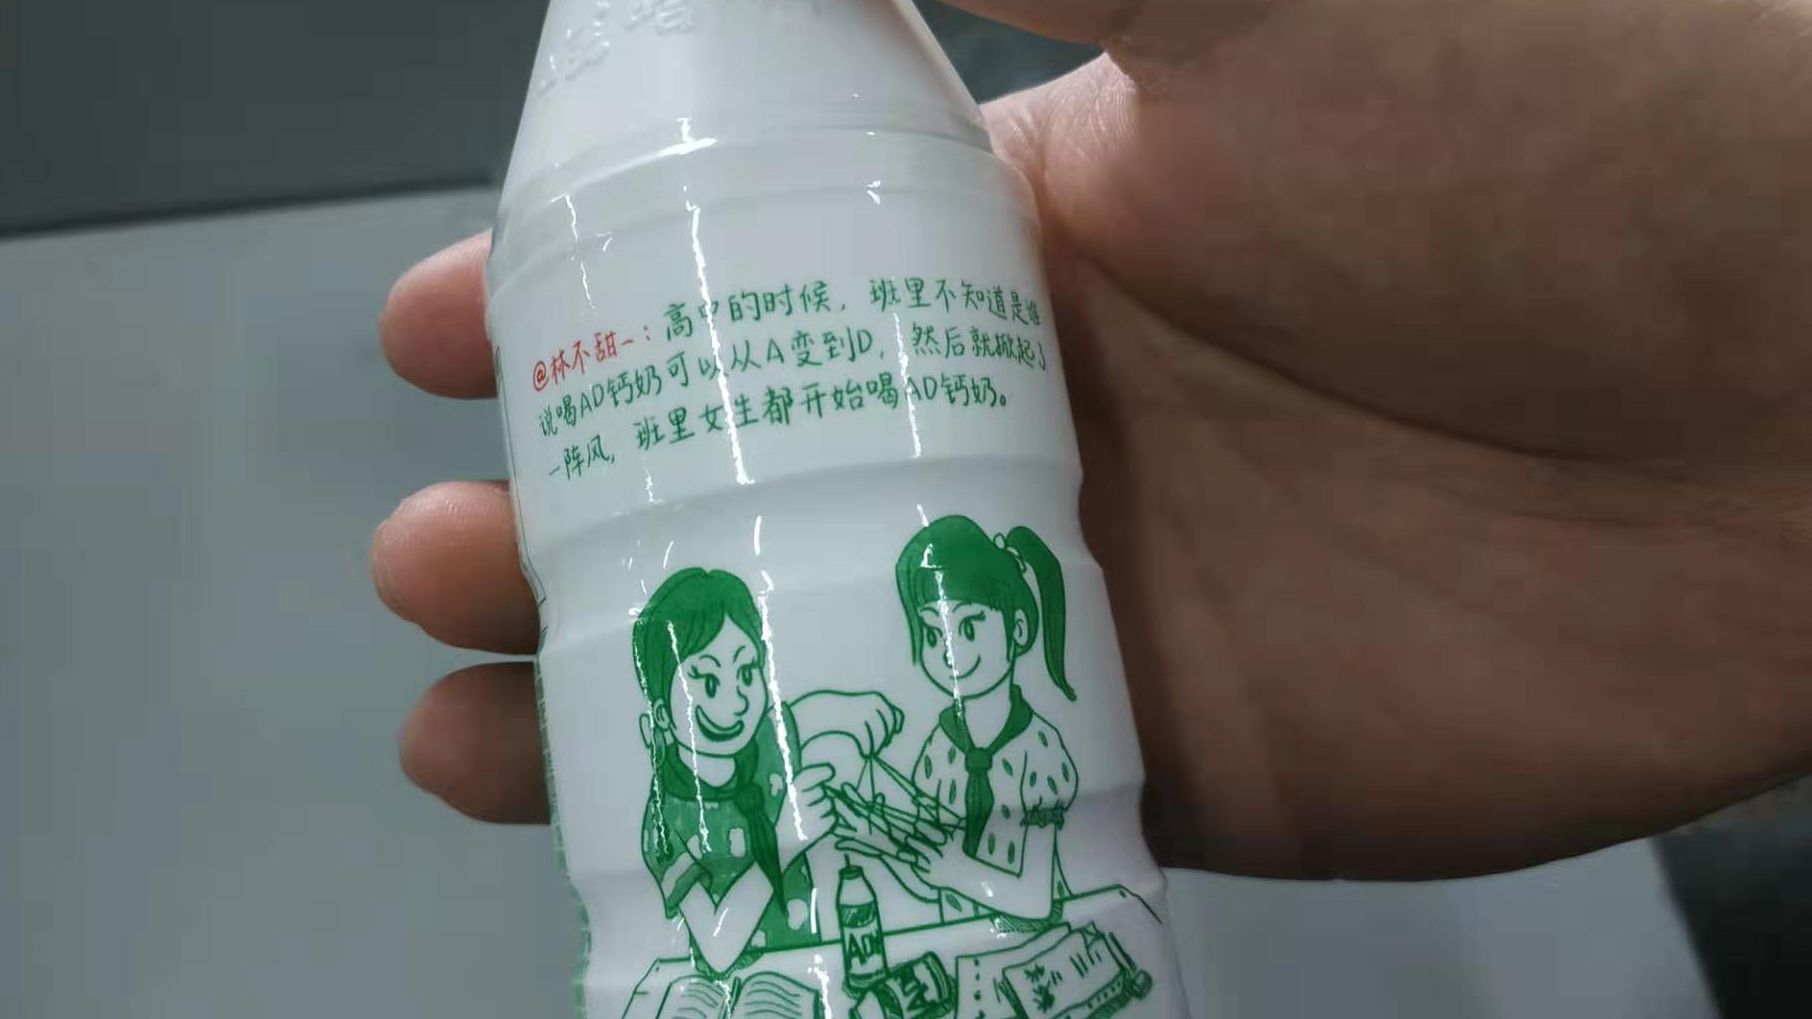 @林不甜一：高中的时候，班里不知道是谁
说喝AD钙奶可以从A变到D，然后就掀起了
一阵风，班里女生都开始喝AD钙奶。
AD